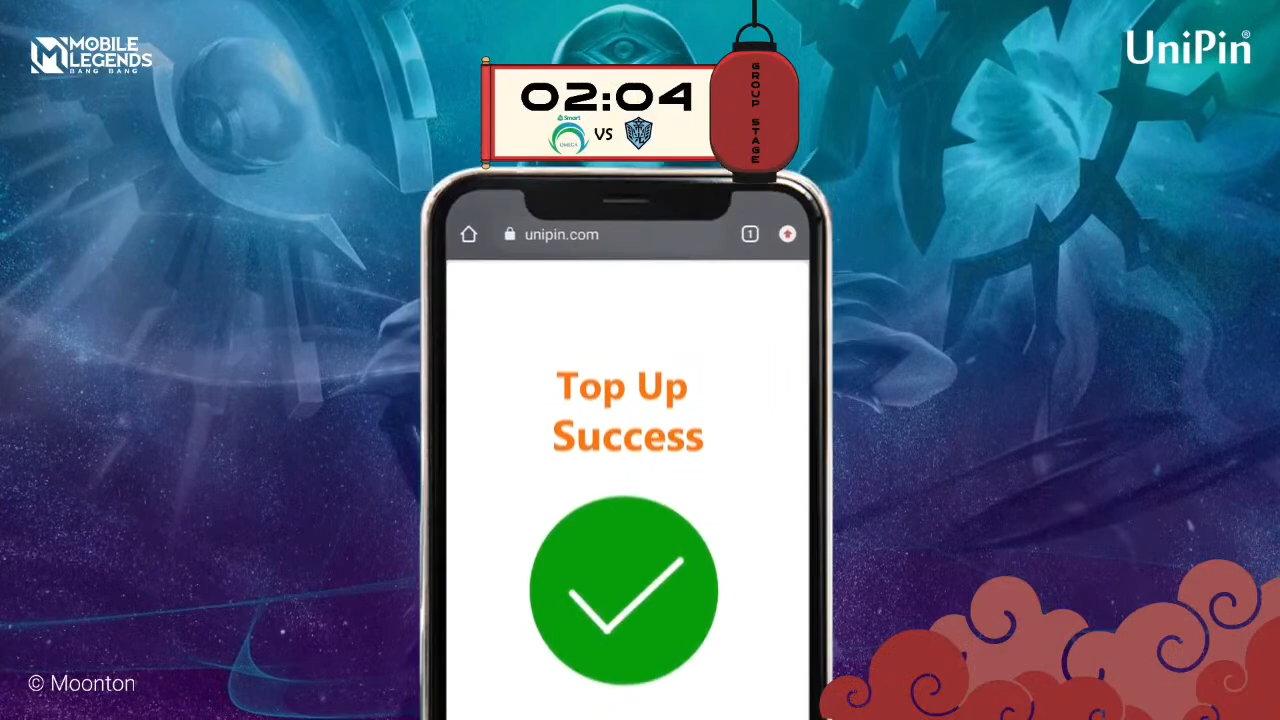 MOBILE
LEGENDS
BANG BANG
UniPin®
02:04
GROUP STAGE
Smart
OMEGA
VS
unipin.com
1
Top Up
Success
© Moonton